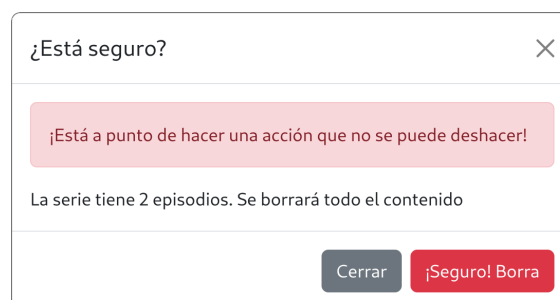 ¿Está seguro?
¡Está a punto de hacer una acción que no se puede deshacer!
La serie tiene 2 episodios. Se borrará todo el contenido
Cerrar
¡Seguro! Borra